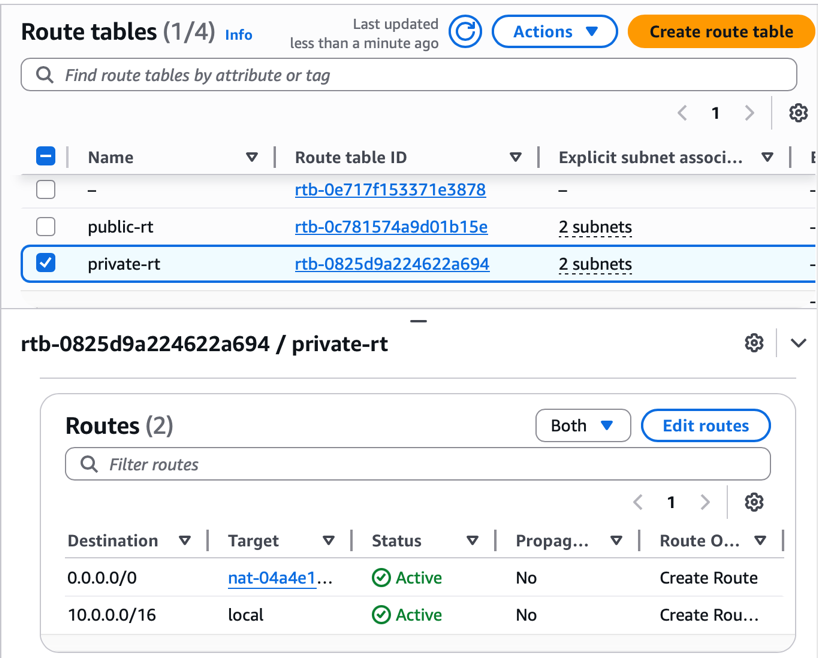 Route tables (1/4) Info
Last updated
less than a minute ago
Actions
Create route table
Find route tables by attribute or tag
1
Name Route table ID Explicit subnet associ...
– rtb-0e717f153371e3878 –
public-rt rtb-0c781574a9d01b15e 2 subnets –
private-rt rtb-0825d9a224622a694 2 subnets –
rtb-0825d9a224622a694 / private-rt
Routes (2)
Both
Edit routes
Filter routes
1
Destination Target Status Propag... Route O...
0.0.0.0/0 nat-04a4e1... Active No Create Route
10.0.0.0/16 local Active No Create Rou...